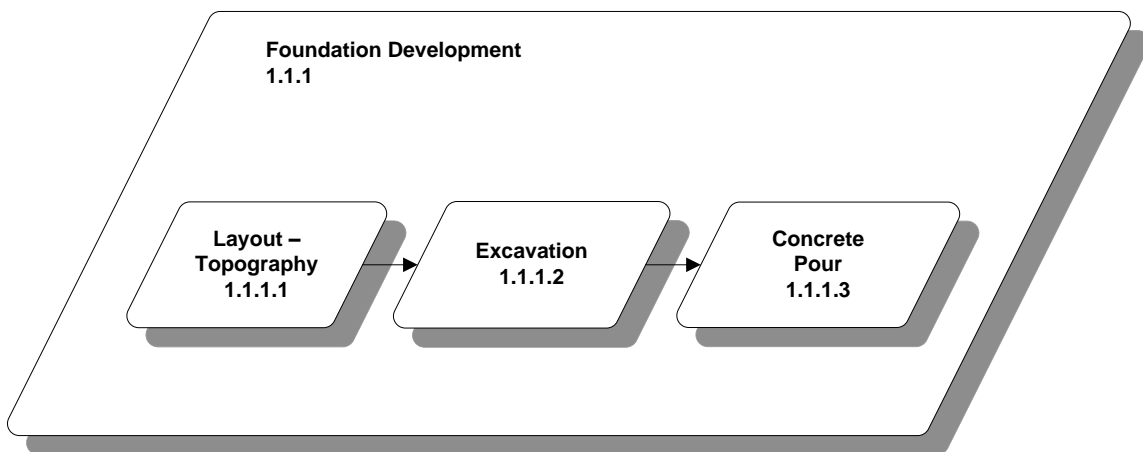 Foundation Development
1.1.1
Layout –
Topography
1.1.1.1
Excavation
1.1.1.2
Concrete
Pour
1.1.1.3